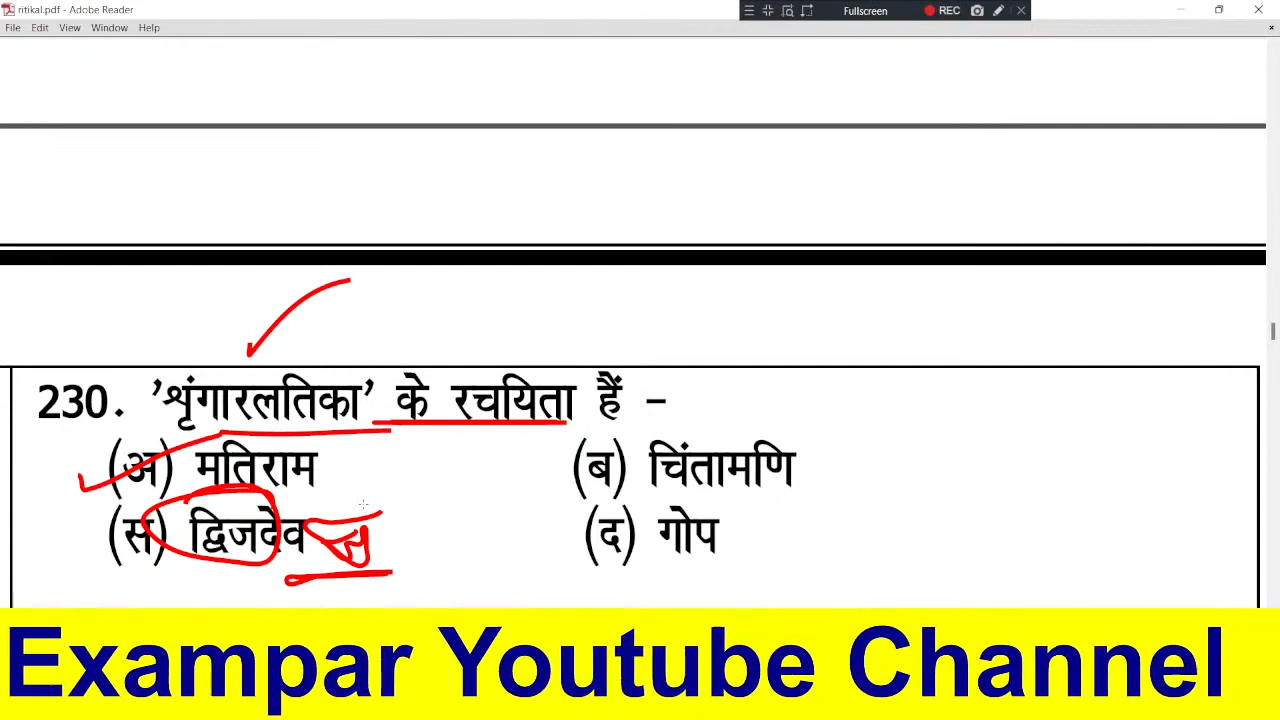 ritikal.pdf - Adobe Reader
Fullscreen REC
File Edit View Window Help
230. 'शृंगारलतिका' के रचयिता हैं -
(अ) मतिराम (ब) चिंतामणि
(स) द्विजदेव (द) गोप
Exampar Youtube Channel